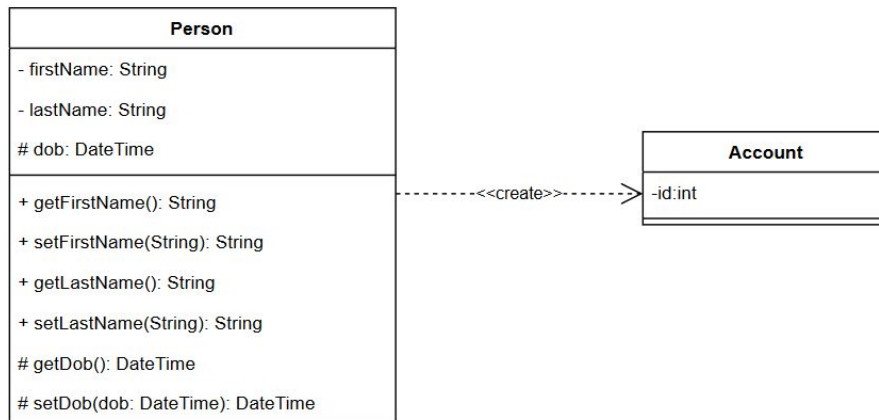 Person
- firstName: String
- lastName: String
# dob: DateTime
+ getFirstName(): String
+ setFirstName(String): String
+ getLastName(): String
+ setLastName(String): String
# getDob(): DateTime
# setDob(dob: DateTime): DateTime
<<create>>
Account
-id:int